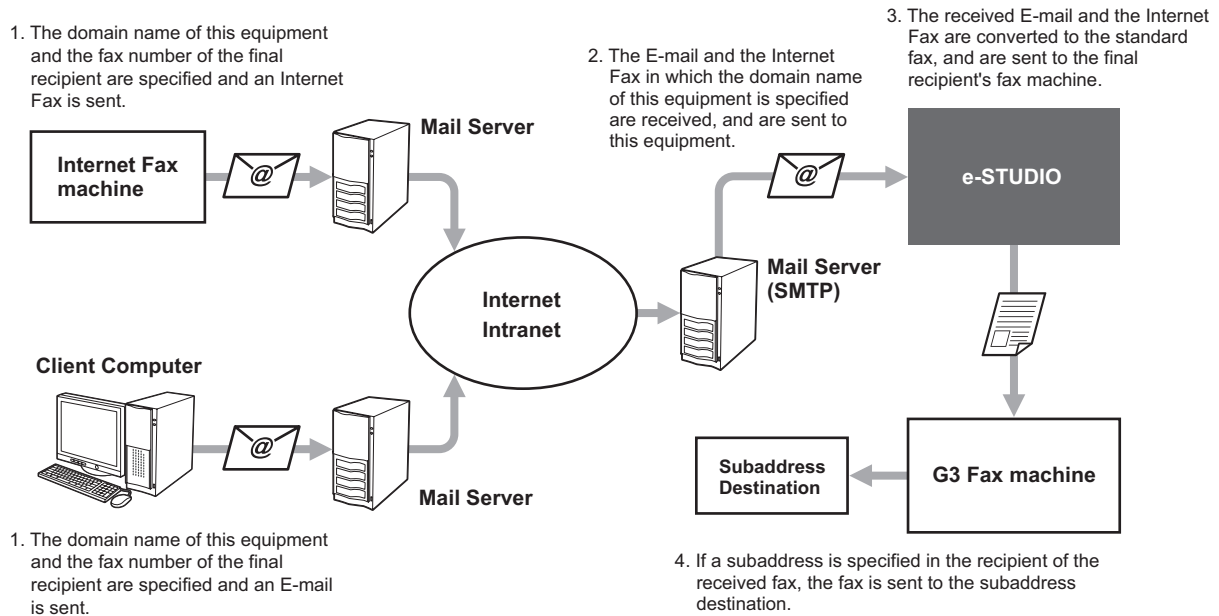 1. The domain name of this equipment
and the fax number of the final
recipient are specified and an Internet
Fax is sent.
2. The E-mail and the Internet
Fax in which the domain name
of this equipment is specified
are received, and are sent to
this equipment.
3. The received E-mail and the Internet
Fax are converted to the standard
fax, and are sent to the final
recipient's fax machine.
Mail Server
Internet Fax
machine
@
@
e-STUDIO
Mail Server
(SMTP)
Internet
Intranet
Client Computer
@
Mail Server
Subaddress
Destination
G3 Fax machine
1. The domain name of this equipment
and the fax number of the final
recipient are specified and an E-mail
is sent.
4. If a subaddress is specified in the recipient of the
received fax, the fax is sent to the subaddress
destination.